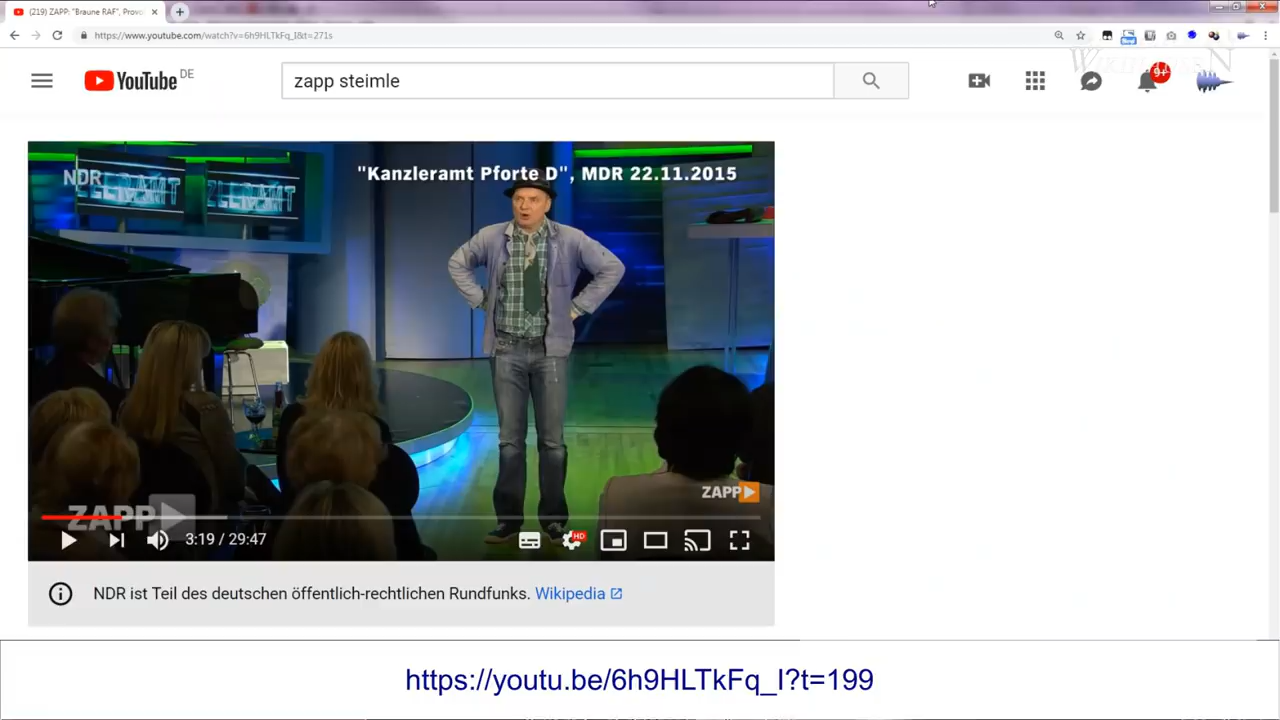 (219) ZAPP: "Braune RAF", Provo
https://www.youtube.com/watch?v=6h9HLTkFq_I&t=271s
YouTube DE
zapp steimle
9+
NDR
"Kanzleramt Pforte D", MDR 22.11.2015
ZAPP
ZAPP
3:19 / 29:47
HD
NDR ist Teil des deutschen öffentlich-rechtlichen Rundfunks. Wikipedia
https://youtu.be/6h9HLTkFq_I?t=199